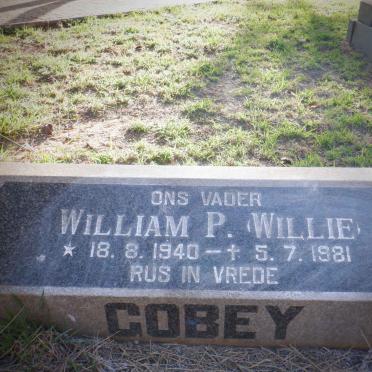 ONS VADER
WILLIAM P. (WILLIE)
* 18. 8. 1940 — † 5. 7. 1981
RUS IN VREDE
COBEY